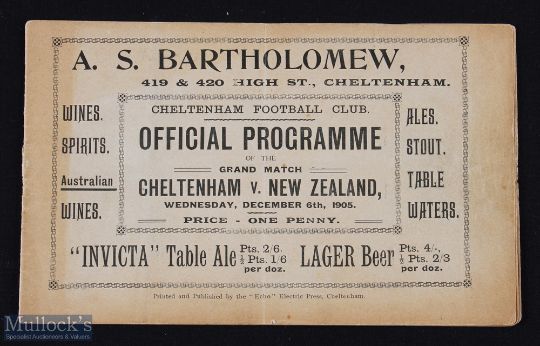 A. S. BARTHOLOMEW,
419 & 420 HIGH ST., CHELTENHAM.
WINES.
SPIRITS.
Australian
WINES.
CHELTENHAM FOOTBALL CLUB.
OFFICIAL PROGRAMME
OF THE
GRAND MATCH
CHELTENHAM V. NEW ZEALAND,
WEDNESDAY, DECEMBER 6th, 1905.
PRICE - ONE PENNY.
ALES.
STOUT.
TABLE
WATERS.
"INVICTA" Table Ale Pts. 2/6. ½ Pts. 1/6 per doz.
LAGER Beer Pts. 4/-. ½ Pts. 2/3 per doz.
Printed and Published by the "Echo" Electric Press, Cheltenham.
Mullock's
Specialist Auctioneers & Valuers